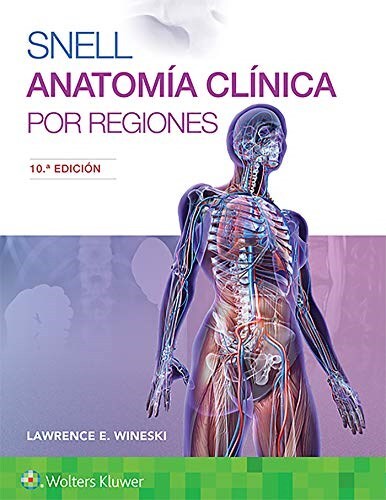 SNELL
ANATOMÍA CLÍNICA
POR REGIONES
10.ª EDICIÓN
LAWRENCE E. WINESKI
Wolters Kluwer